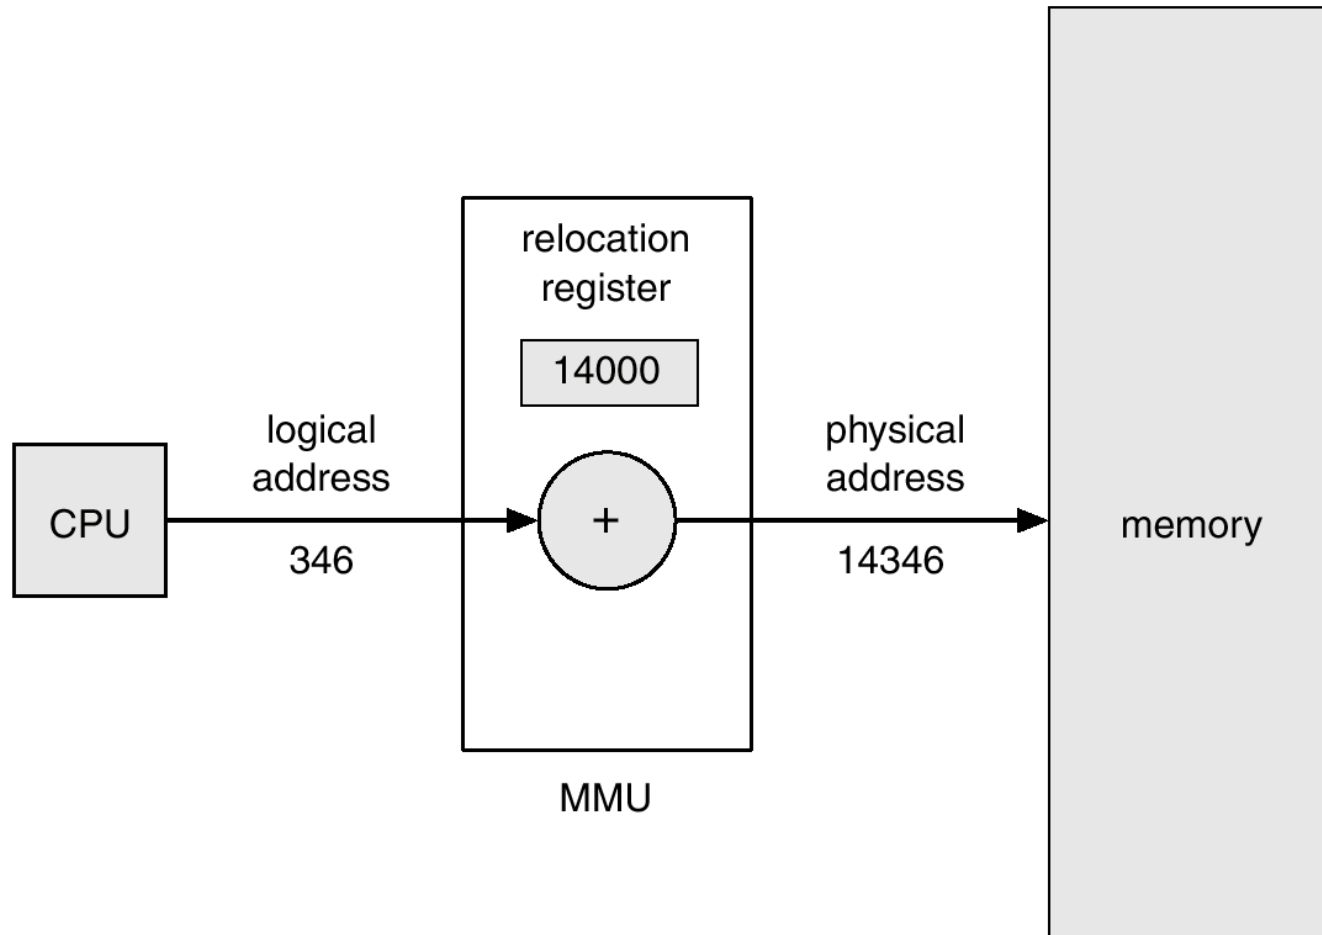 relocation
register
14000
logical
address
physical
address
CPU
+
memory
346
14346
MMU